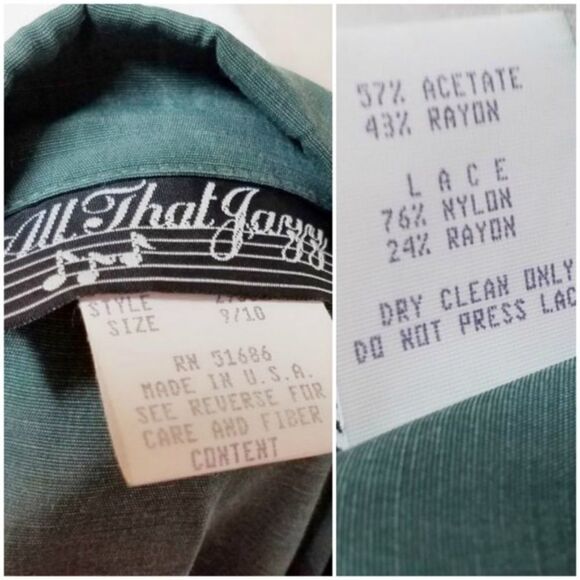 All That Jazz
STYLE
SIZE 9/10
RN 51686
MADE IN U.S.A.
SEE REVERSE FOR
CARE AND FIBER
CONTENT
57% ACETATE
43% RAYON
LACE
76% NYLON
24% RAYON
DRY CLEAN ONLY
DO NOT PRESS LAC